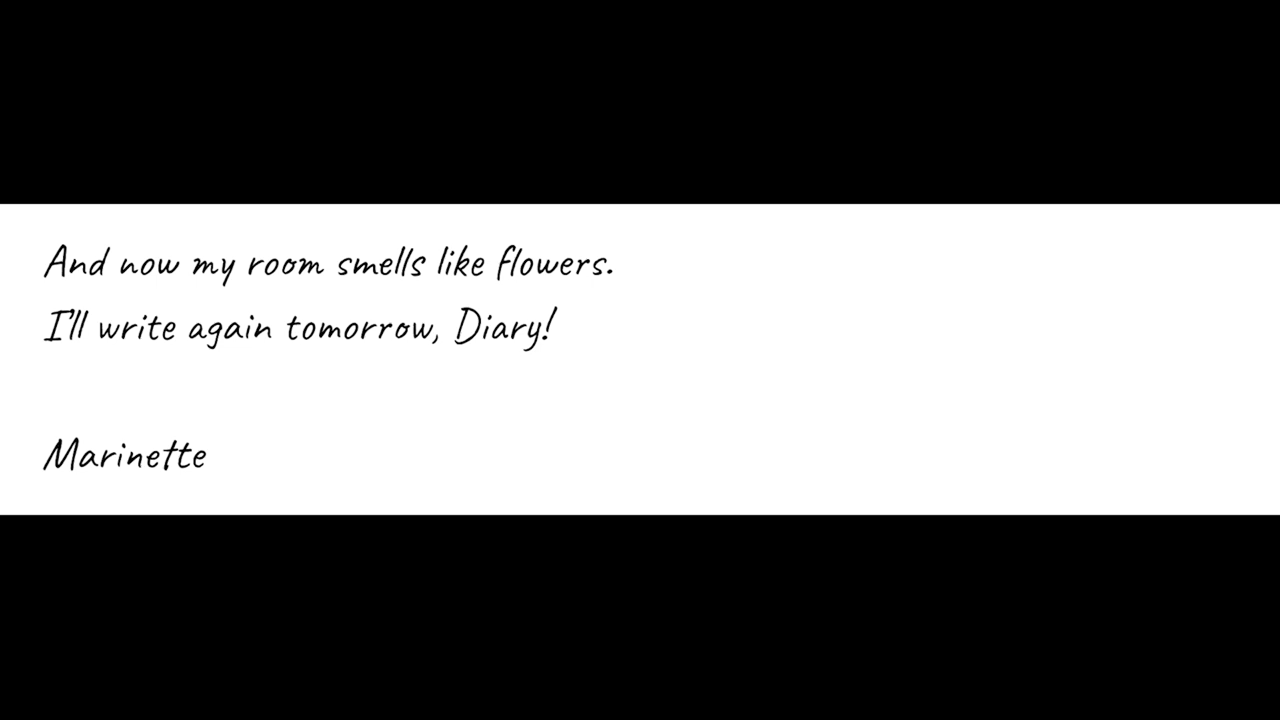 And now my room smells like flowers.
I'll write again tomorrow, Diary!
Marinette